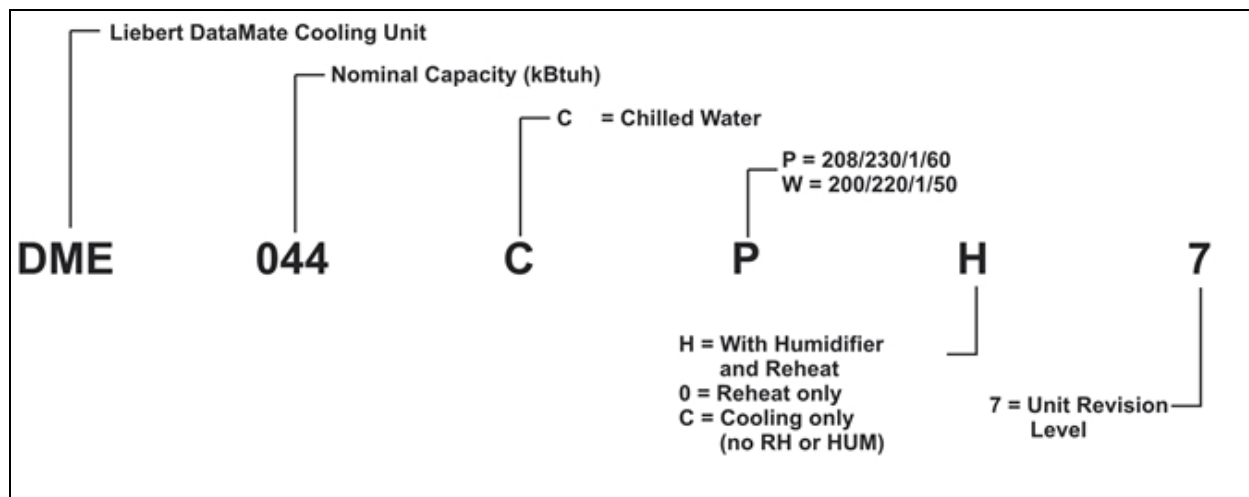 Liebert DataMate Cooling Unit
Nominal Capacity (kBtuh)
C = Chilled Water
P = 208/230/1/60
W = 200/220/1/50
DME 044 C P H 7
H = With Humidifier
and Reheat
0 = Reheat only
C = Cooling only
(no RH or HUM)
7 = Unit Revision
Level